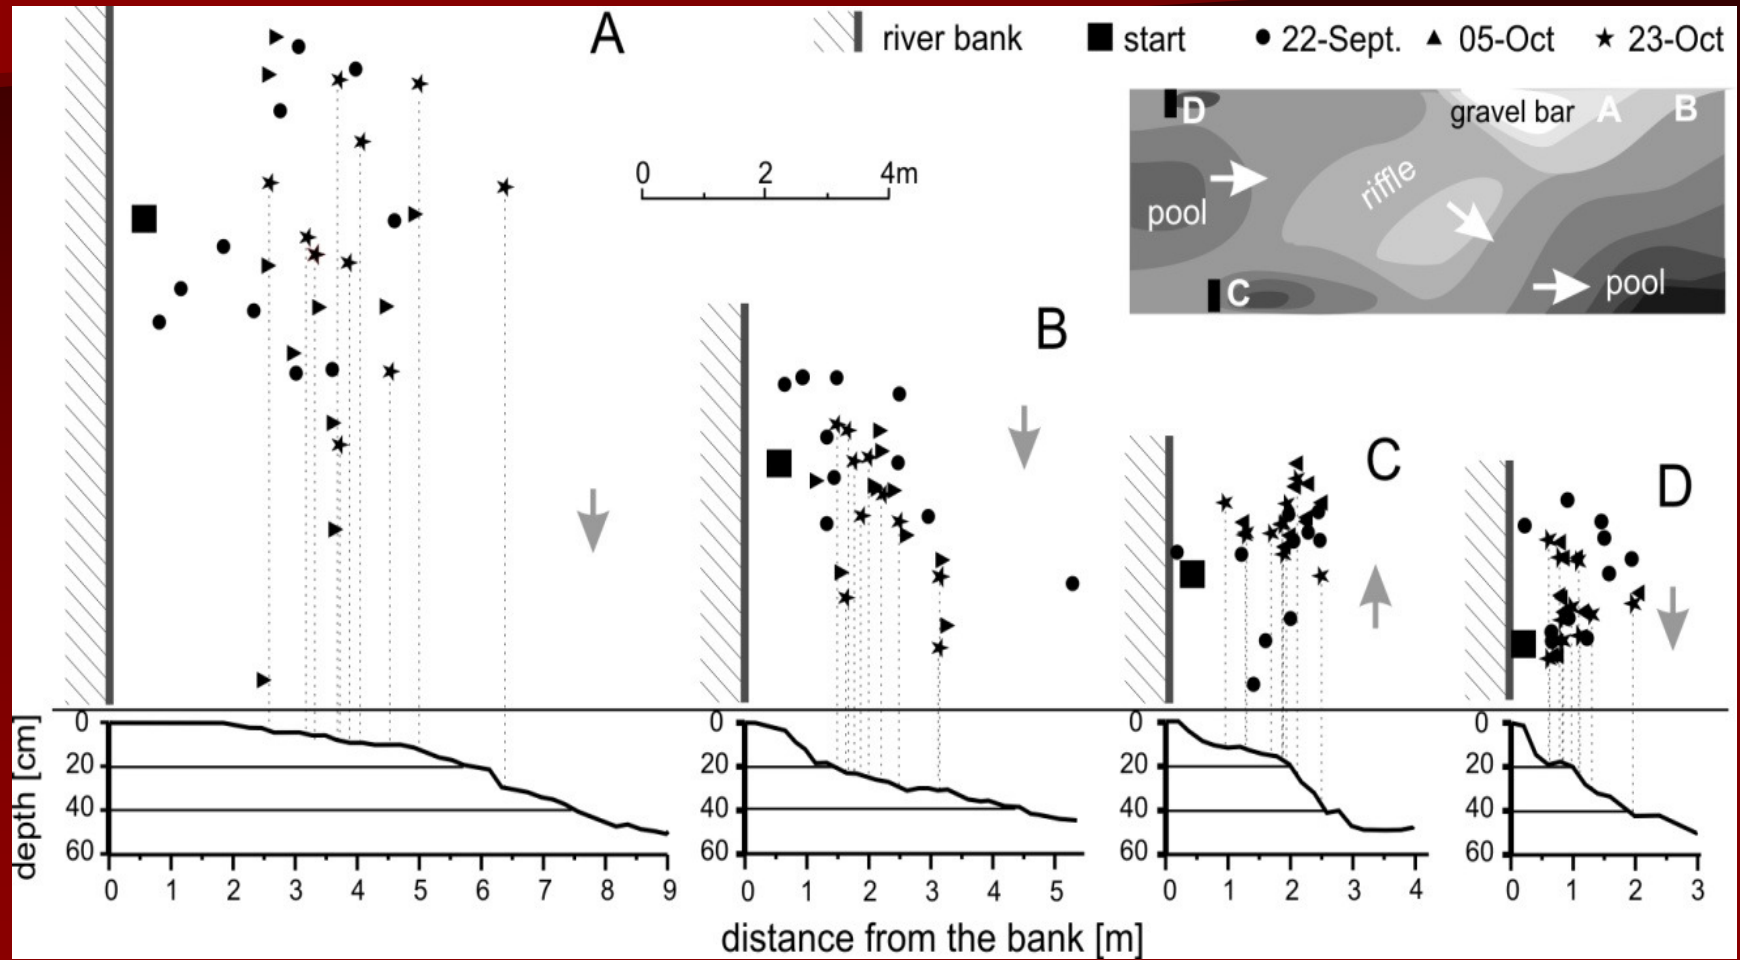 A
river bank
start
22-Sept.
05-Oct
23-Oct
D
gravel bar
A
B
riffle
pool
pool
C
0 2 4m
B
C
D
depth [cm]
0
20
40
60
0 1 2 3 4 5 6 7 8 9
0
20
40
60
0 1 2 3 4 5
0
20
40
60
0 1 2 3 4
0
20
40
60
0 1 2 3
distance from the bank [m]